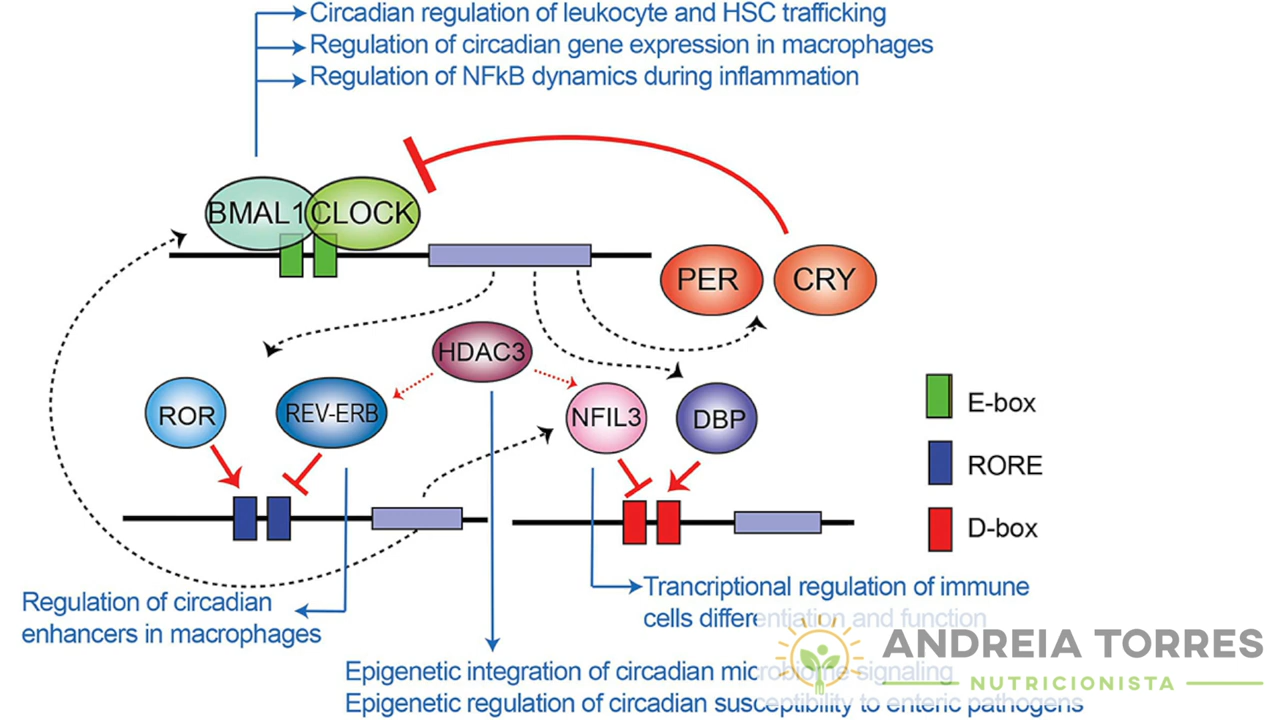 Circadian regulation of leukocyte and HSC trafficking
Regulation of circadian gene expression in macrophages
Regulation of NFkB dynamics during inflammation
BMAL1
CLOCK
PER
CRY
HDAC3
ROR
REV-ERB
NFIL3
DBP
E-box
RORE
D-box
Regulation of circadian
enhancers in macrophages
Trancriptional regulation of immune
cells differentiation and function
Epigenetic integration of circadian microbiome signaling
Epigenetic regulation of circadian susceptibility to enteric pathogens
ANDREIA TORRES
NUTRICIONISTA